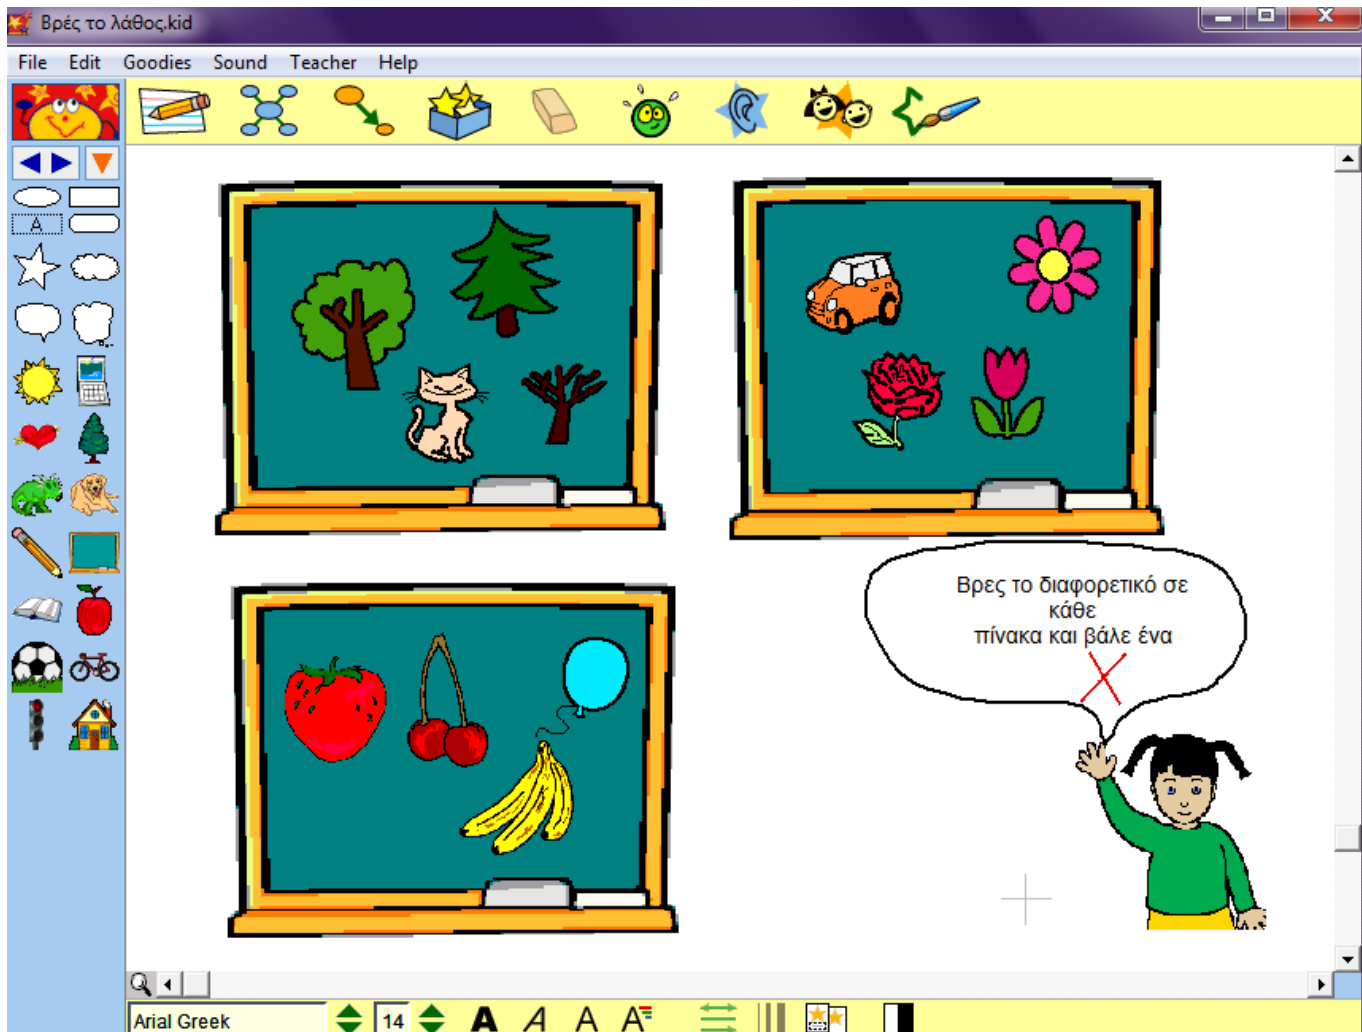 Βρές το λάθος.kid
File Edit Goodies Sound Teacher Help
A
Βρες το διαφορετικό σε
κάθε
πίνακα και βάλε ένα
Arial Greek 14 A A A A